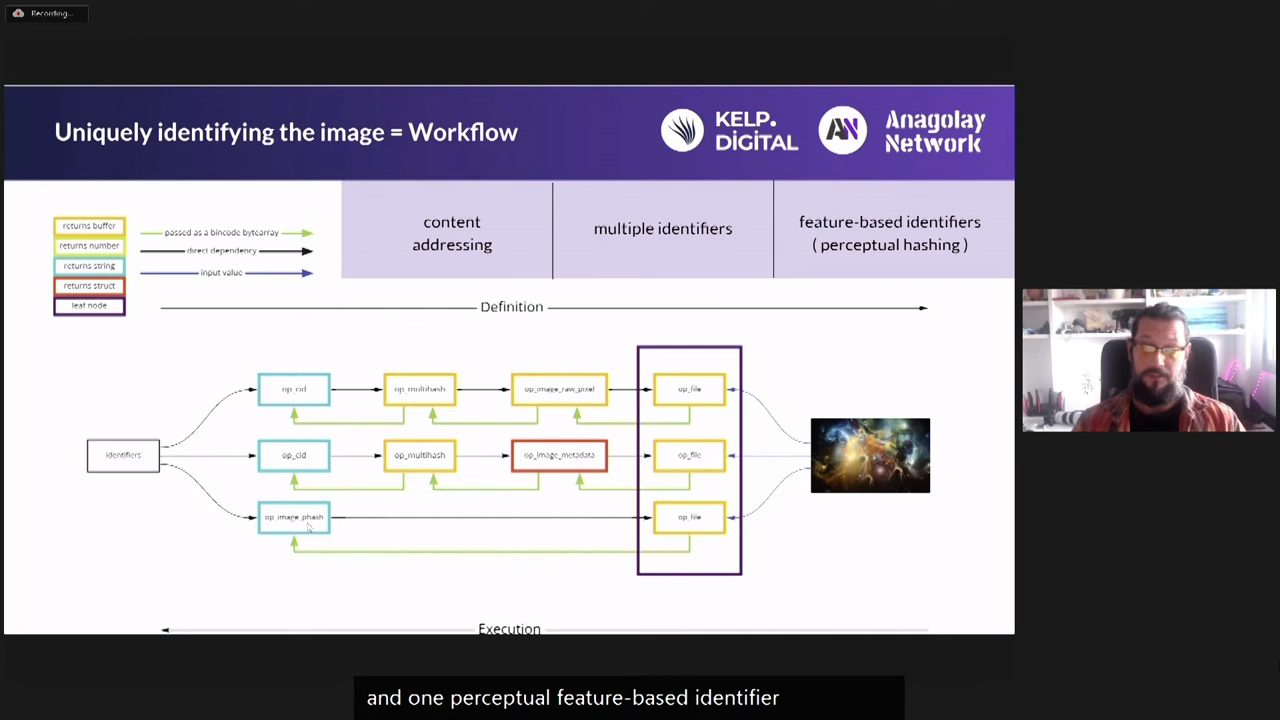 Recording...
Uniquely identifying the image = Workflow
KELP.
DIGITAL
AN
Anagolay
Network
content
addressing
multiple identifiers
feature-based identifiers
( perceptual hashing )
returns buffer
returns number
returns string
returns struct
leaf node
passed as a bincode bytearray
direct dependency
input value
Definition
identifiers
op_cid
op_multihash
op_image_raw_pixel
op_file
op_cid
op_multihash
op_image_metadata
op_file
op_image_phash
op_file
Execution
and one perceptual feature-based identifier